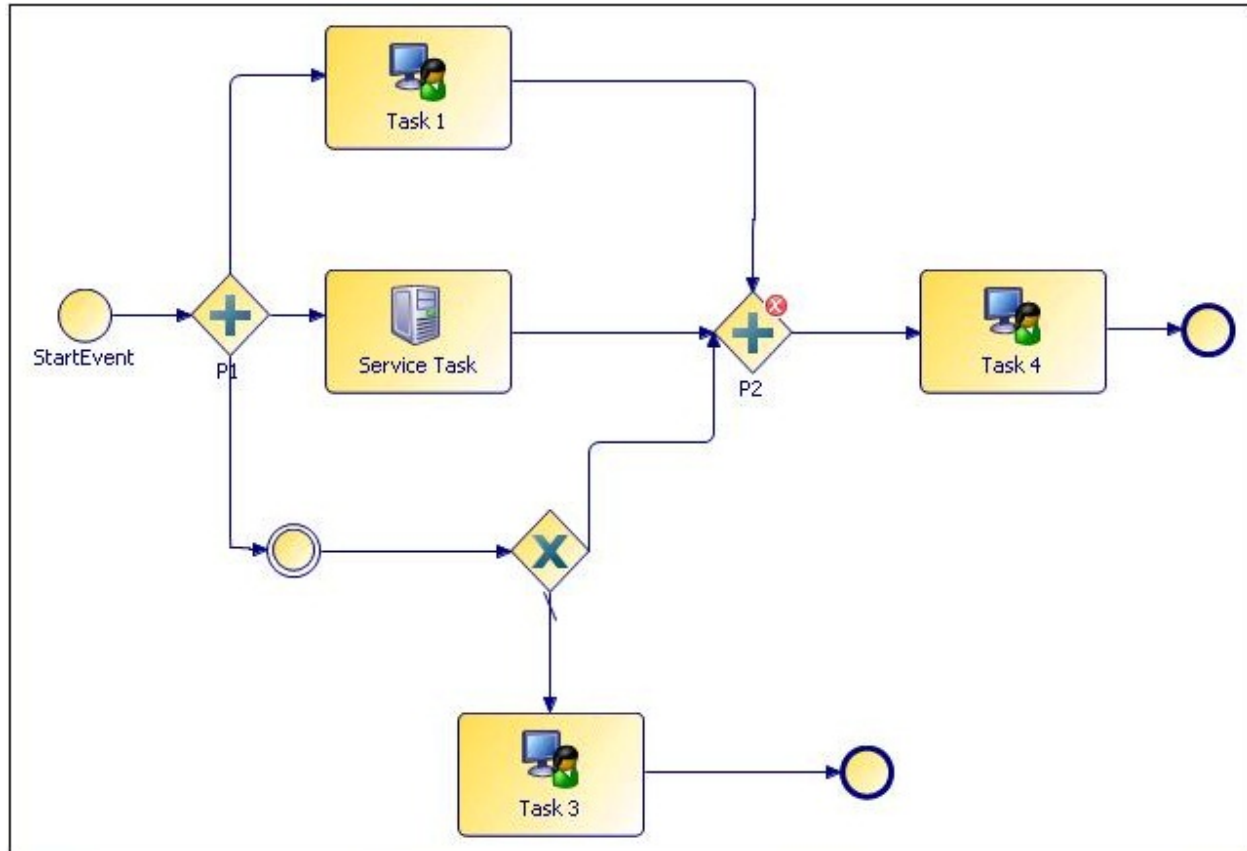 Task 1
StartEvent
P1
Service Task
P2
Task 4
Task 3